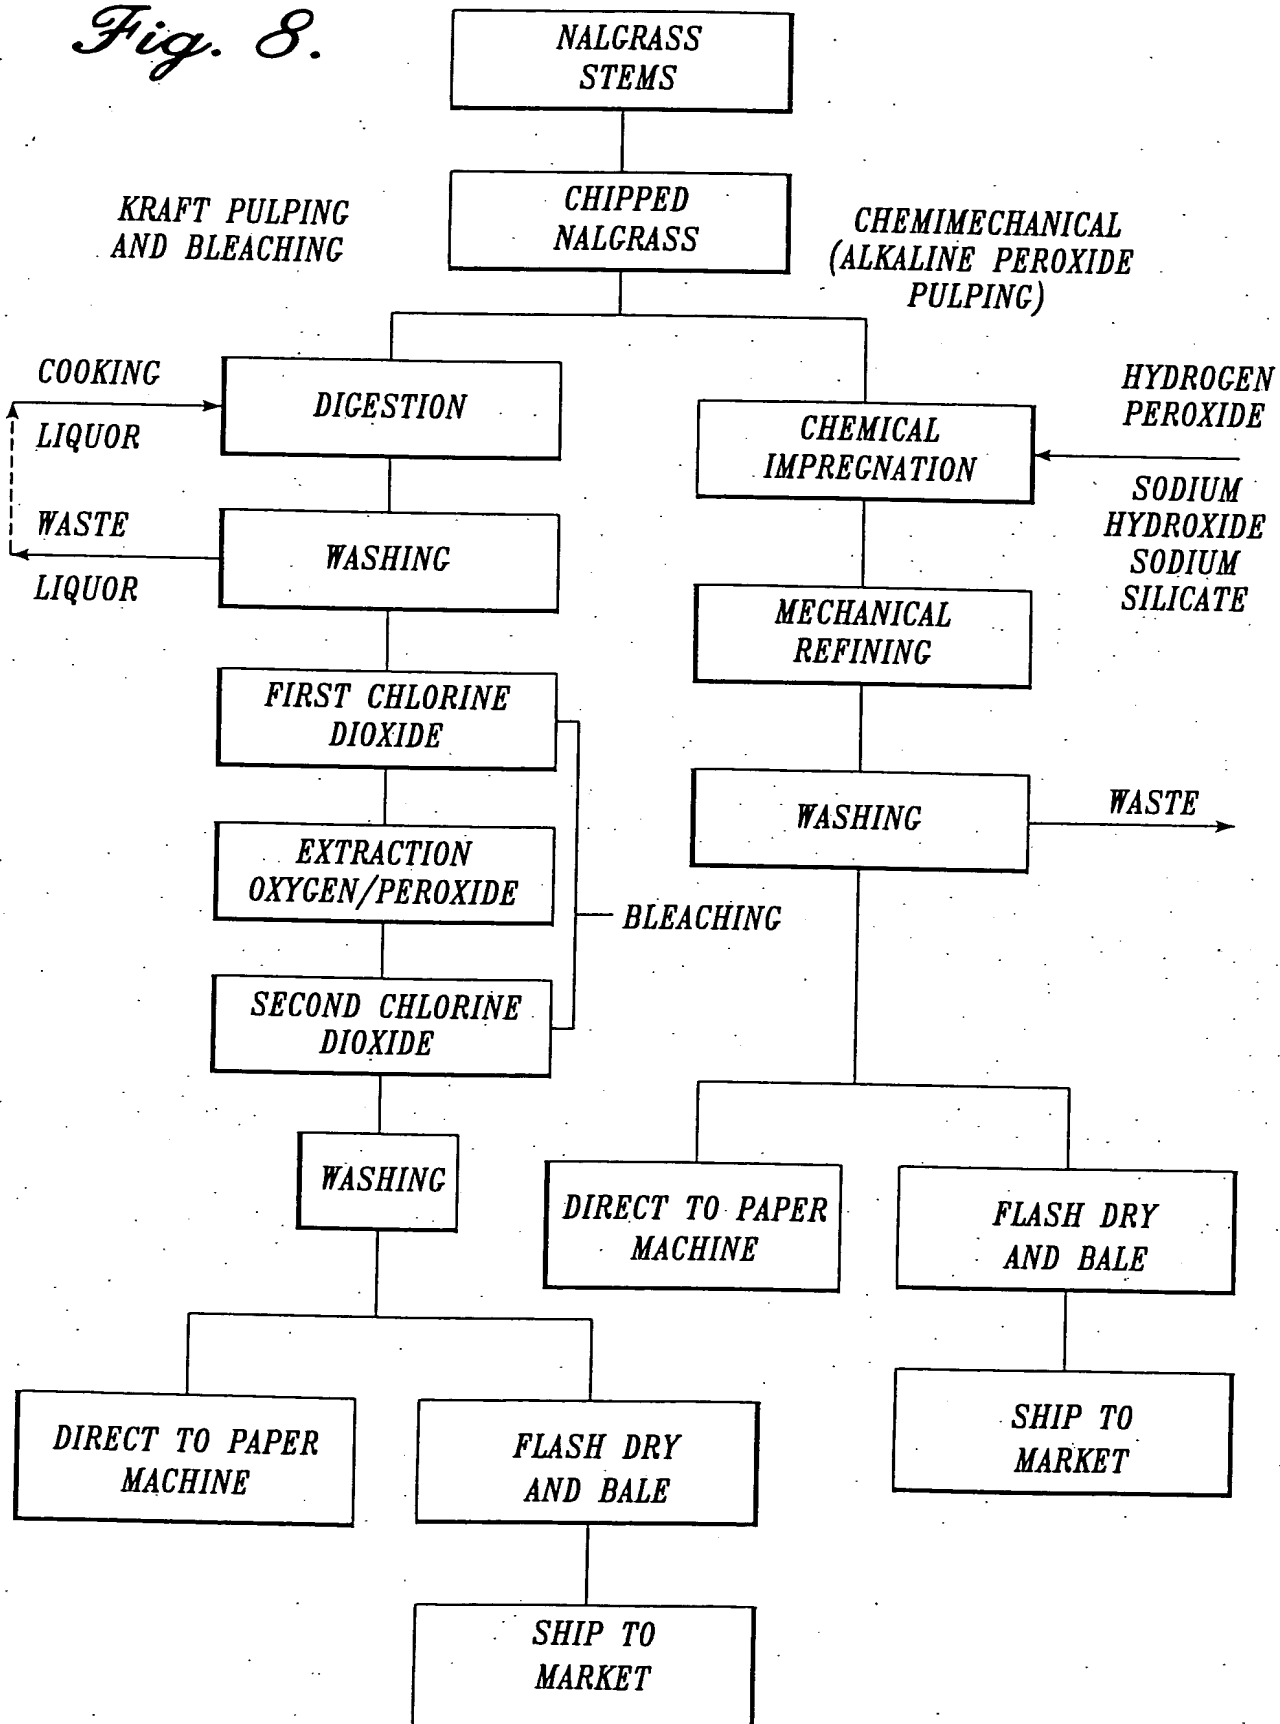 Fig. 8.
NALGRASS
STEMS
CHIPPED
NALGRASS
KRAFT PULPING
AND BLEACHING
CHEMIMECHANICAL
(ALKALINE PEROXIDE
PULPING)
COOKING
LIQUOR
DIGESTION
WASTE
LIQUOR
WASHING
FIRST CHLORINE
DIOXIDE
EXTRACTION
OXYGEN/PEROXIDE
SECOND CHLORINE
DIOXIDE
BLEACHING
WASHING
DIRECT TO PAPER
MACHINE
FLASH DRY
AND BALE
SHIP TO
MARKET
HYDROGEN
PEROXIDE
CHEMICAL
IMPREGNATION
SODIUM
HYDROXIDE
SODIUM
SILICATE
MECHANICAL
REFINING
WASHING
WASTE
DIRECT TO PAPER
MACHINE
FLASH DRY
AND BALE
SHIP TO
MARKET